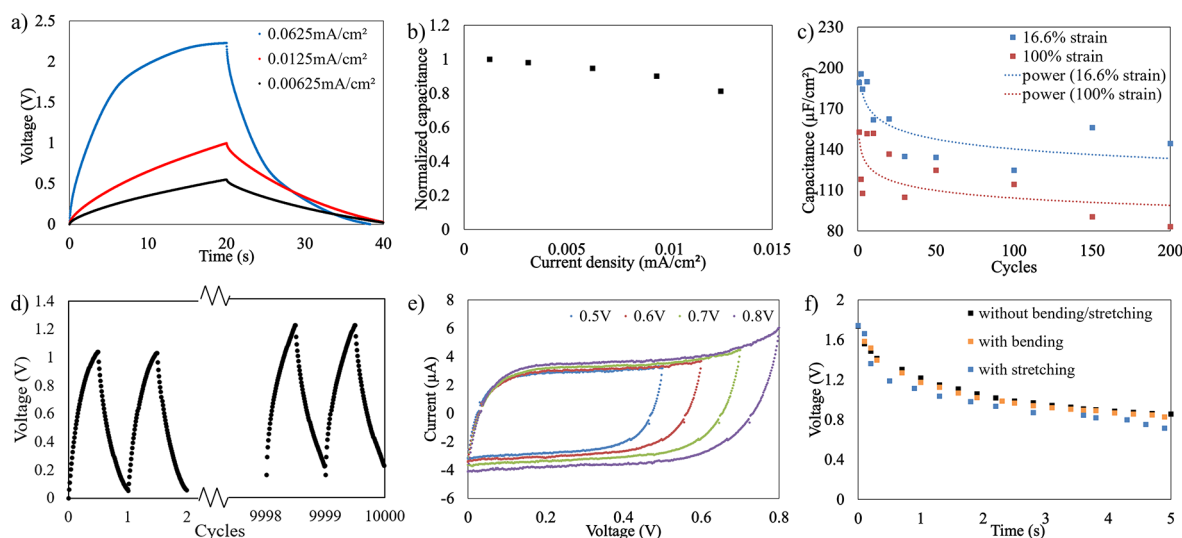 a)
2.5
2
1.5
1
0.5
0
Voltage (V)
0.0625mA/cm²
0.0125mA/cm²
0.00625mA/cm²
0 10 20 30 40
Time (s)
b)
1.2
1
0.8
0.6
0.4
0.2
0
Normalized capacitance
0 0.005 0.01 0.015
Current density (mA/cm²)
c)
230
200
170
140
110
80
Capacitance (μF/cm²)
16.6% strain
100% strain
power (16.6% strain)
power (100% strain)
0 50 100 150 200
Cycles
d)
1.4
1.2
1
0.8
0.6
0.4
0.2
0
Voltage (V)
0 1 2 9998 9999 10000
Cycles
e)
8
6
4
2
0
-2
-4
-6
Current (μA)
0.5V 0.6V 0.7V 0.8V
0 0.2 0.4 0.6 0.8
Voltage (V)
f)
2
1.6
1.2
0.8
0.4
0
Voltage (V)
without bending/stretching
with bending
with stretching
0 1 2 3 4 5
Time (s)